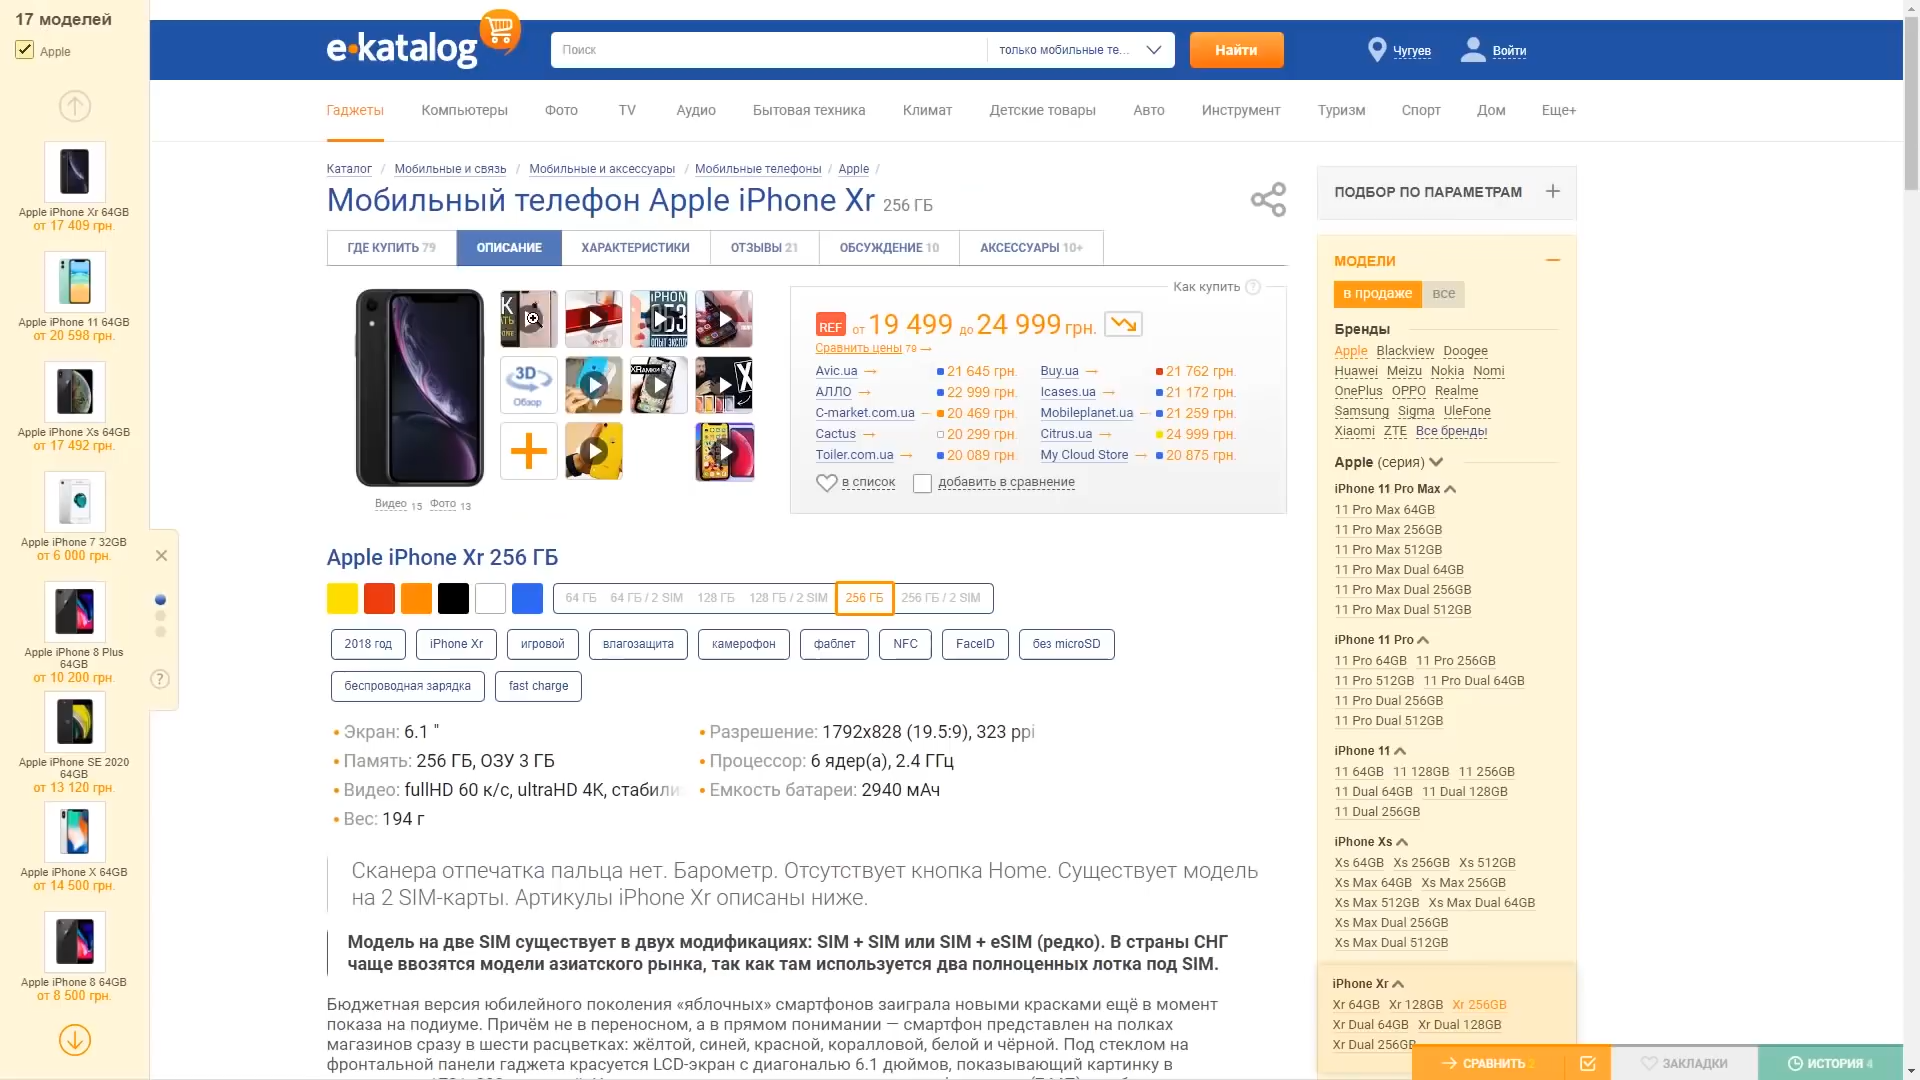 17 моделей
Apple
Apple iPhone Xr 64GB
от 17 409 грн.
Apple iPhone 11 64GB
от 20 598 грн.
Apple iPhone Xs 64GB
от 17 492 грн.
Apple iPhone 7 32GB
от 6 000 грн.
Apple iPhone 8 Plus
64GB
от 10 200 грн.
Apple iPhone SE 2020
64GB
от 13 120 грн.
Apple iPhone X 64GB
от 14 500 грн.
Apple iPhone 8 64GB
от 8 500 грн.
e·katalog
Поиск
только мобильные те...
Найти
Чугуев
Войти
Гаджеты Компьютеры Фото TV Аудио Бытовая техника Климат Детские товары Авто Инструмент Туризм Спорт Дом Еще+
Каталог / Мобильные и связь / Мобильные и аксессуары / Мобильные телефоны / Apple /
Мобильный телефон Apple iPhone Xr 256 ГБ
ГДЕ КУПИТЬ 79 ОПИСАНИЕ ХАРАКТЕРИСТИКИ ОТЗЫВЫ 21 ОБСУЖДЕНИЕ 10 АКСЕССУАРЫ 10+
3D
Обзор
Видео 15 Фото 13
Как купить ?
REF от 19 499 до 24 999 грн.
Сравнить цены 79 →
Avic.ua → 21 645 грн. Buy.ua → 21 762 грн.
АЛЛО → 22 999 грн. Icases.ua → 21 172 грн.
C-market.com.ua → 20 469 грн. Mobileplanet.ua → 21 259 грн.
Cactus → 20 299 грн. Citrus.ua → 24 999 грн.
Toiler.com.ua → 20 089 грн. My Cloud Store → 20 875 грн.
в список добавить в сравнение
Apple iPhone Xr 256 ГБ
64 ГБ 64 ГБ / 2 SIM 128 ГБ 128 ГБ / 2 SIM 256 ГБ 256 ГБ / 2 SIM
2018 год iPhone Xr игровой влагозащита камерофон фаблет NFC FaceID без microSD
беспроводная зарядка fast charge
• Экран: 6.1 " • Разрешение: 1792x828 (19.5:9), 323 ppi
• Память: 256 ГБ, ОЗУ 3 ГБ • Процессор: 6 ядер(а), 2.4 ГГц
• Видео: fullHD 60 к/с, ultraHD 4K, стабили • Емкость батареи: 2940 мАч
• Вес: 194 г
Сканера отпечатка пальца нет. Барометр. Отсутствует кнопка Home. Существует модель
на 2 SIM-карты. Артикулы iPhone Xr описаны ниже.
Модель на две SIM существует в двух модификациях: SIM + SIM или SIM + eSIM (редко). В страны СНГ
чаще ввозятся модели азиатского рынка, так как там используется два полноценных лотка под SIM.
Бюджетная версия юбилейного поколения «яблочных» смартфонов заиграла новыми красками ещё в момент
показа на подиуме. Причём не в переносном, а в прямом понимании — смартфон представлен на полках
магазинов сразу в шести расцветках: жёлтой, синей, красной, коралловой, белой и чёрной. Под стеклом на
фронтальной панели гаджета красуется LCD-экран с диагональю 6.1 дюймов, показывающий картинку в
ПОДБОР ПО ПАРАМЕТРАМ
МОДЕЛИ
в продаже все
Бренды
Apple Blackview Doogee
Huawei Meizu Nokia Nomi
OnePlus OPPO Realme
Samsung Sigma UleFone
Xiaomi ZTE Все бренды
Apple (серия)
iPhone 11 Pro Max
11 Pro Max 64GB
11 Pro Max 256GB
11 Pro Max 512GB
11 Pro Max Dual 64GB
11 Pro Max Dual 256GB
11 Pro Max Dual 512GB
iPhone 11 Pro
11 Pro 64GB 11 Pro 256GB
11 Pro 512GB 11 Pro Dual 64GB
11 Pro Dual 256GB
11 Pro Dual 512GB
iPhone 11
11 64GB 11 128GB 11 256GB
11 Dual 64GB 11 Dual 128GB
11 Dual 256GB
iPhone Xs
Xs 64GB Xs 256GB Xs 512GB
Xs Max 64GB Xs Max 256GB
Xs Max 512GB Xs Max Dual 64GB
Xs Max Dual 256GB
Xs Max Dual 512GB
iPhone Xr
Xr 64GB Xr 128GB Xr 256GB
Xr Dual 64GB Xr Dual 128GB
Xr Dual 256GB
→ СРАВНИТЬ 2 ЗАКЛАДКИ ИСТОРИЯ 4